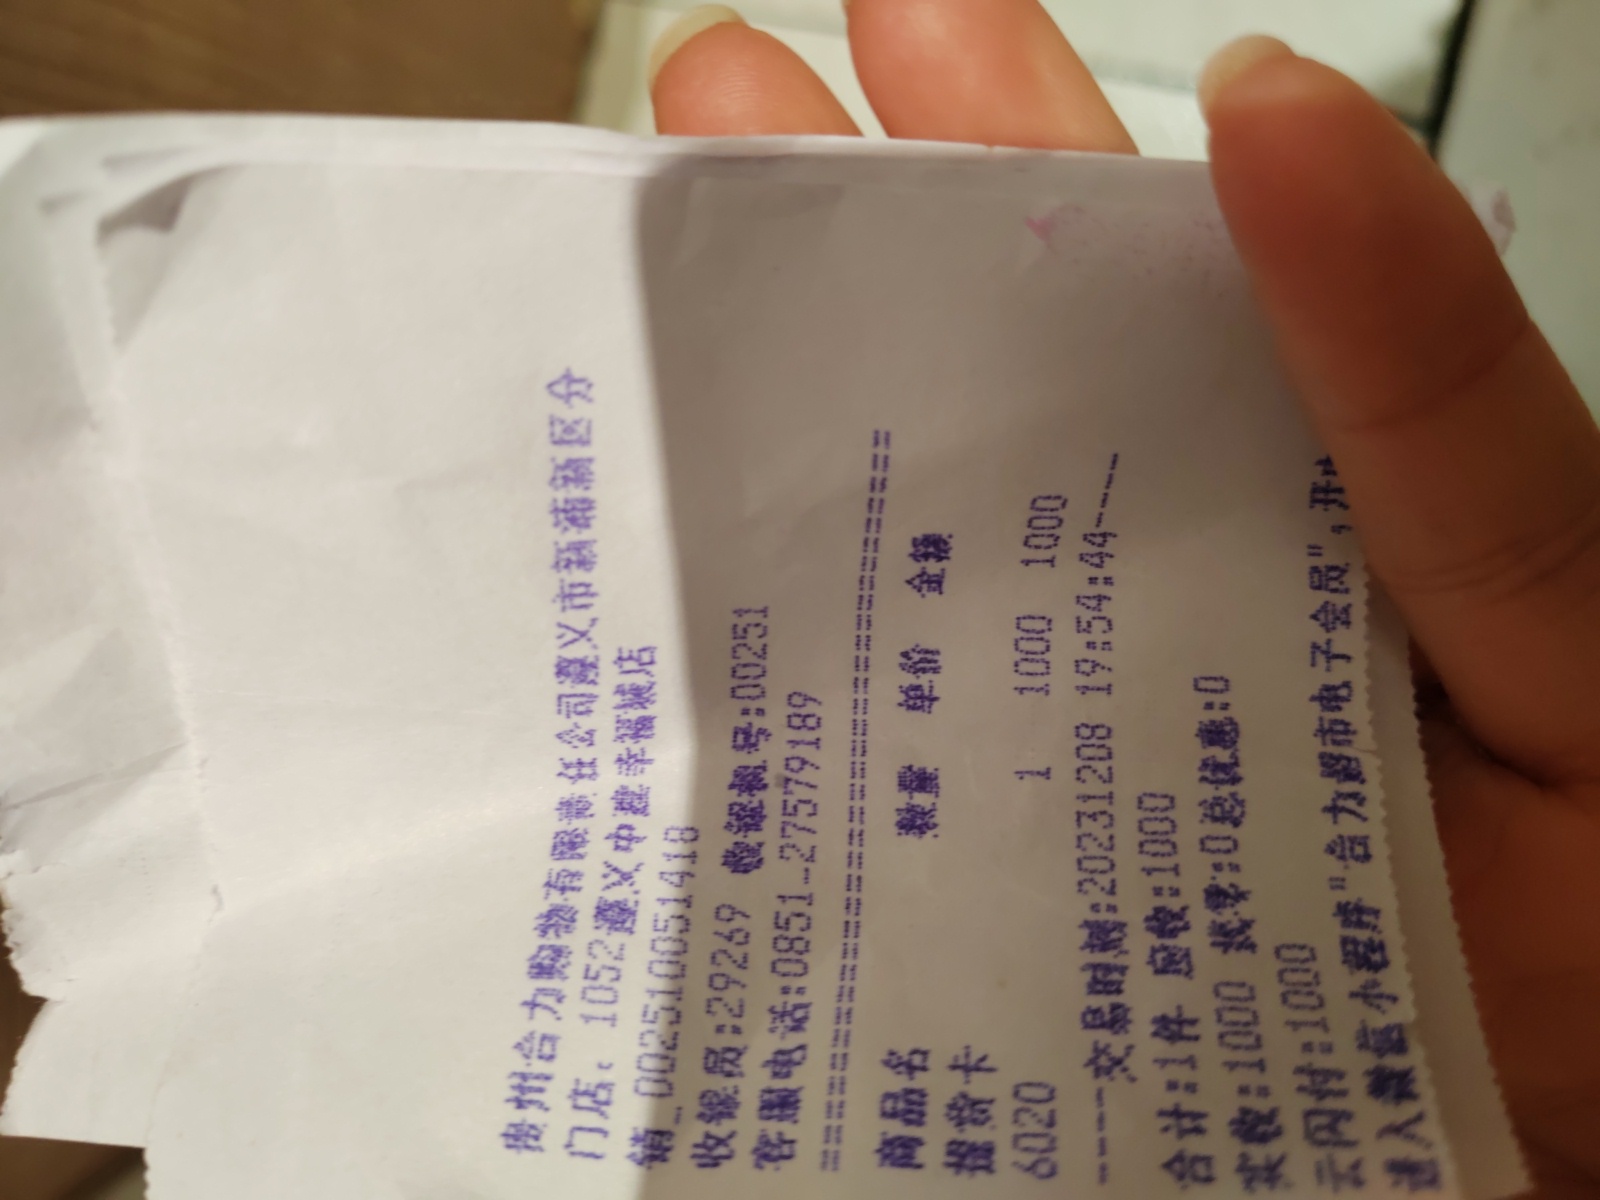 贵州合力购物有限责任公司遵义市新蒲新区分
门店: 1052遵义中建幸福城店
销_002510051418
收银员:29269 收银机号:00251
客服电话:0851-27579189
================================
商品名 数量 单价 金额
提货卡
6020 1 1000 1000
----交易时间:20231208 19:54:44----
合计:1件 应收:1000
实收:1000 找零:0总优惠:0
云闪付:1000
进入微信小程序"合力超市电子会员",开